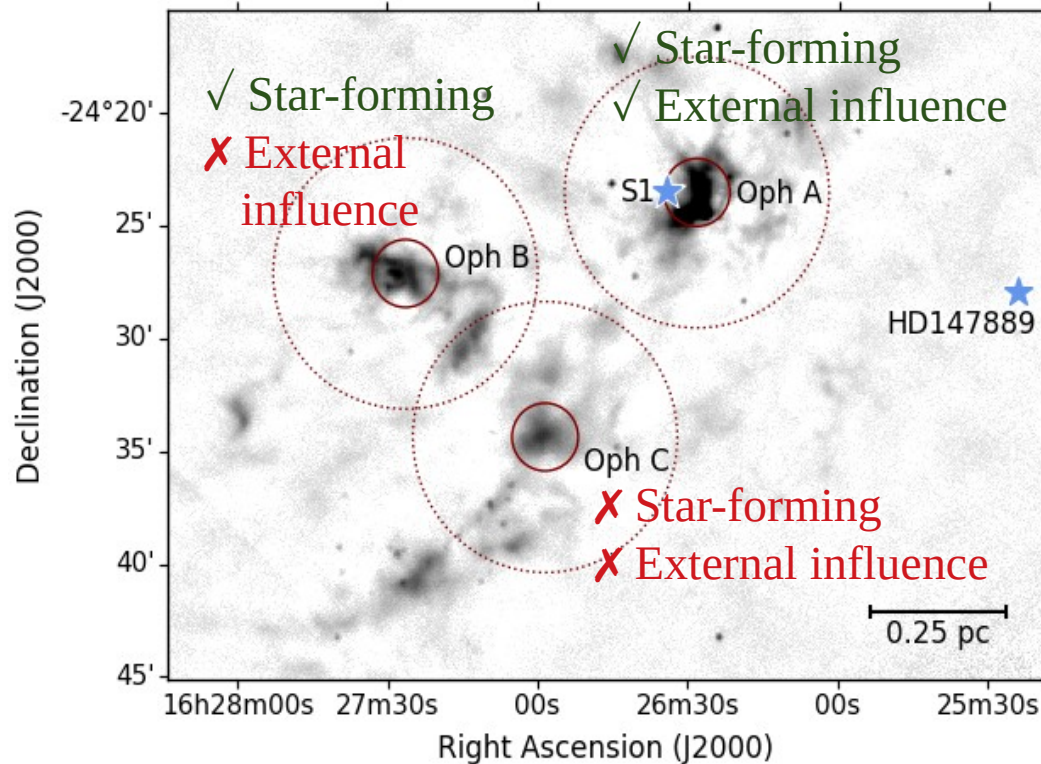 √ Star-forming
√ External influence
√ Star-forming
✗ External
influence
S1
Oph A
Oph B
HD147889
Oph C
✗ Star-forming
✗ External influence
0.25 pc
-24°20'
25'
30'
35'
40'
45'
Declination (J2000)
16h28m00s 27m30s 00s 26m30s 00s 25m30s
Right Ascension (J2000)